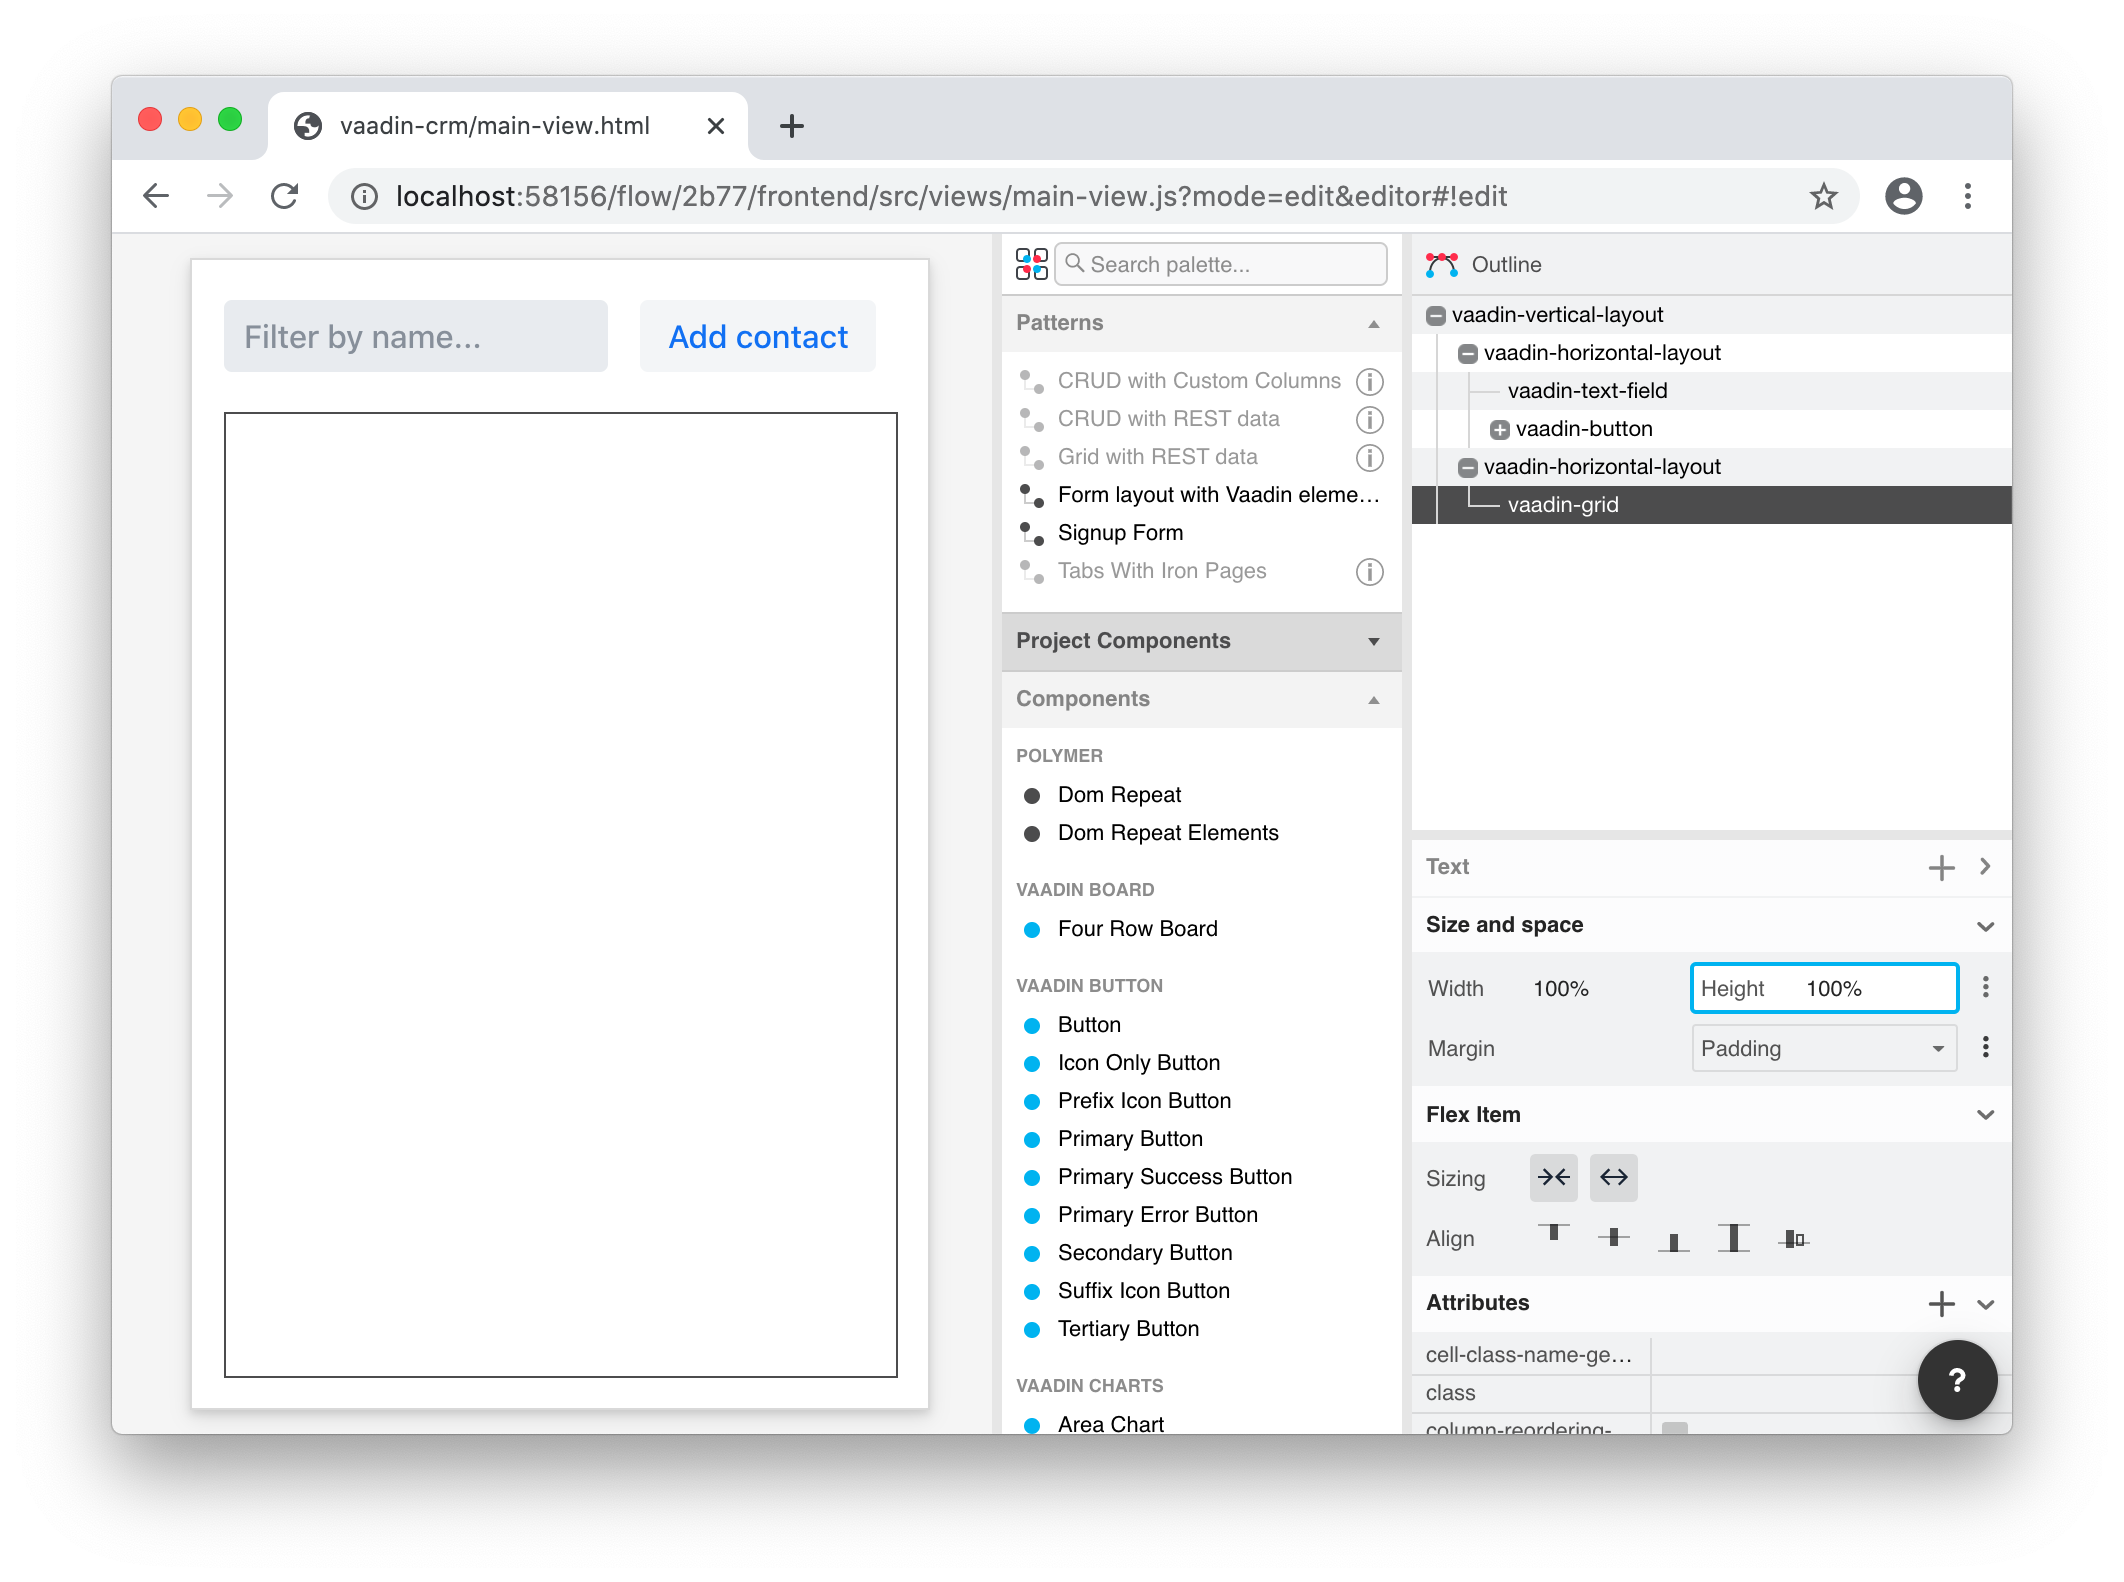 vaadin-crm/main-view.html
localhost:58156/flow/2b77/frontend/src/views/main-view.js?mode=edit&editor#!edit
Filter by name...
Add contact
Search palette...
Patterns
CRUD with Custom Columns
CRUD with REST data
Grid with REST data
Form layout with Vaadin eleme...
Signup Form
Tabs With Iron Pages
Project Components
Components
POLYMER
Dom Repeat
Dom Repeat Elements
VAADIN BOARD
Four Row Board
VAADIN BUTTON
Button
Icon Only Button
Prefix Icon Button
Primary Button
Primary Success Button
Primary Error Button
Secondary Button
Suffix Icon Button
Tertiary Button
VAADIN CHARTS
Area Chart
Outline
vaadin-vertical-layout
vaadin-horizontal-layout
vaadin-text-field
vaadin-button
vaadin-horizontal-layout
vaadin-grid
Text
Size and space
Width 100% Height 100%
Margin Padding
Flex Item
Sizing
Align
Attributes
cell-class-name-ge...
class
column-reordering-
?